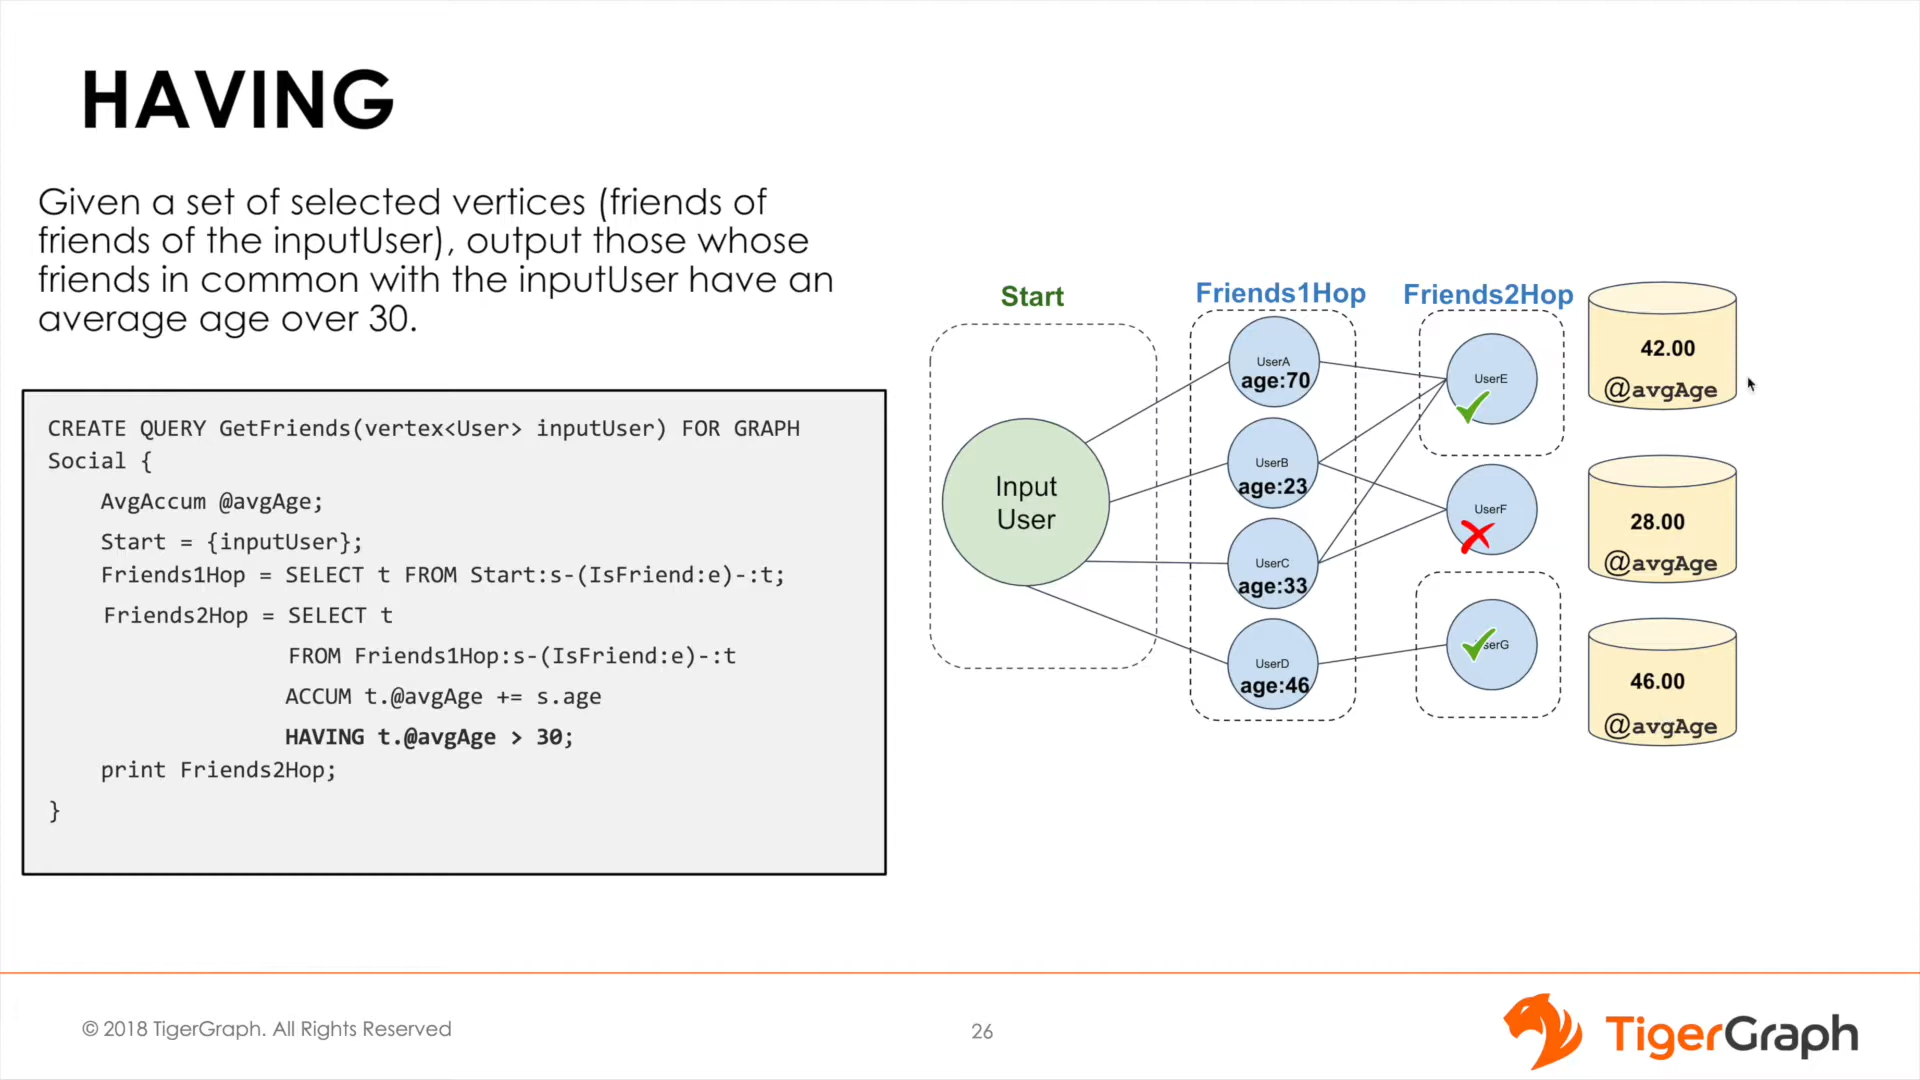 HAVING
Given a set of selected vertices (friends of
friends of the inputUser), output those whose
friends in common with the inputUser have an
average age over 30.
CREATE QUERY GetFriends(vertex<User> inputUser) FOR GRAPH
Social {
AvgAccum @avgAge;
Start = {inputUser};
Friends1Hop = SELECT t FROM Start:s-(IsFriend:e)-:t;
Friends2Hop = SELECT t
FROM Friends1Hop:s-(IsFriend:e)-:t
ACCUM t.@avgAge += s.age
HAVING t.@avgAge > 30;
print Friends2Hop;
}
Start
Input
User
Friends1Hop
UserA
age:70
UserB
age:23
UserC
age:33
UserD
age:46
Friends2Hop
UserE
UserF
serG
42.00
@avgAge
28.00
@avgAge
46.00
@avgAge
© 2018 TigerGraph. All Rights Reserved
26
TigerGraph